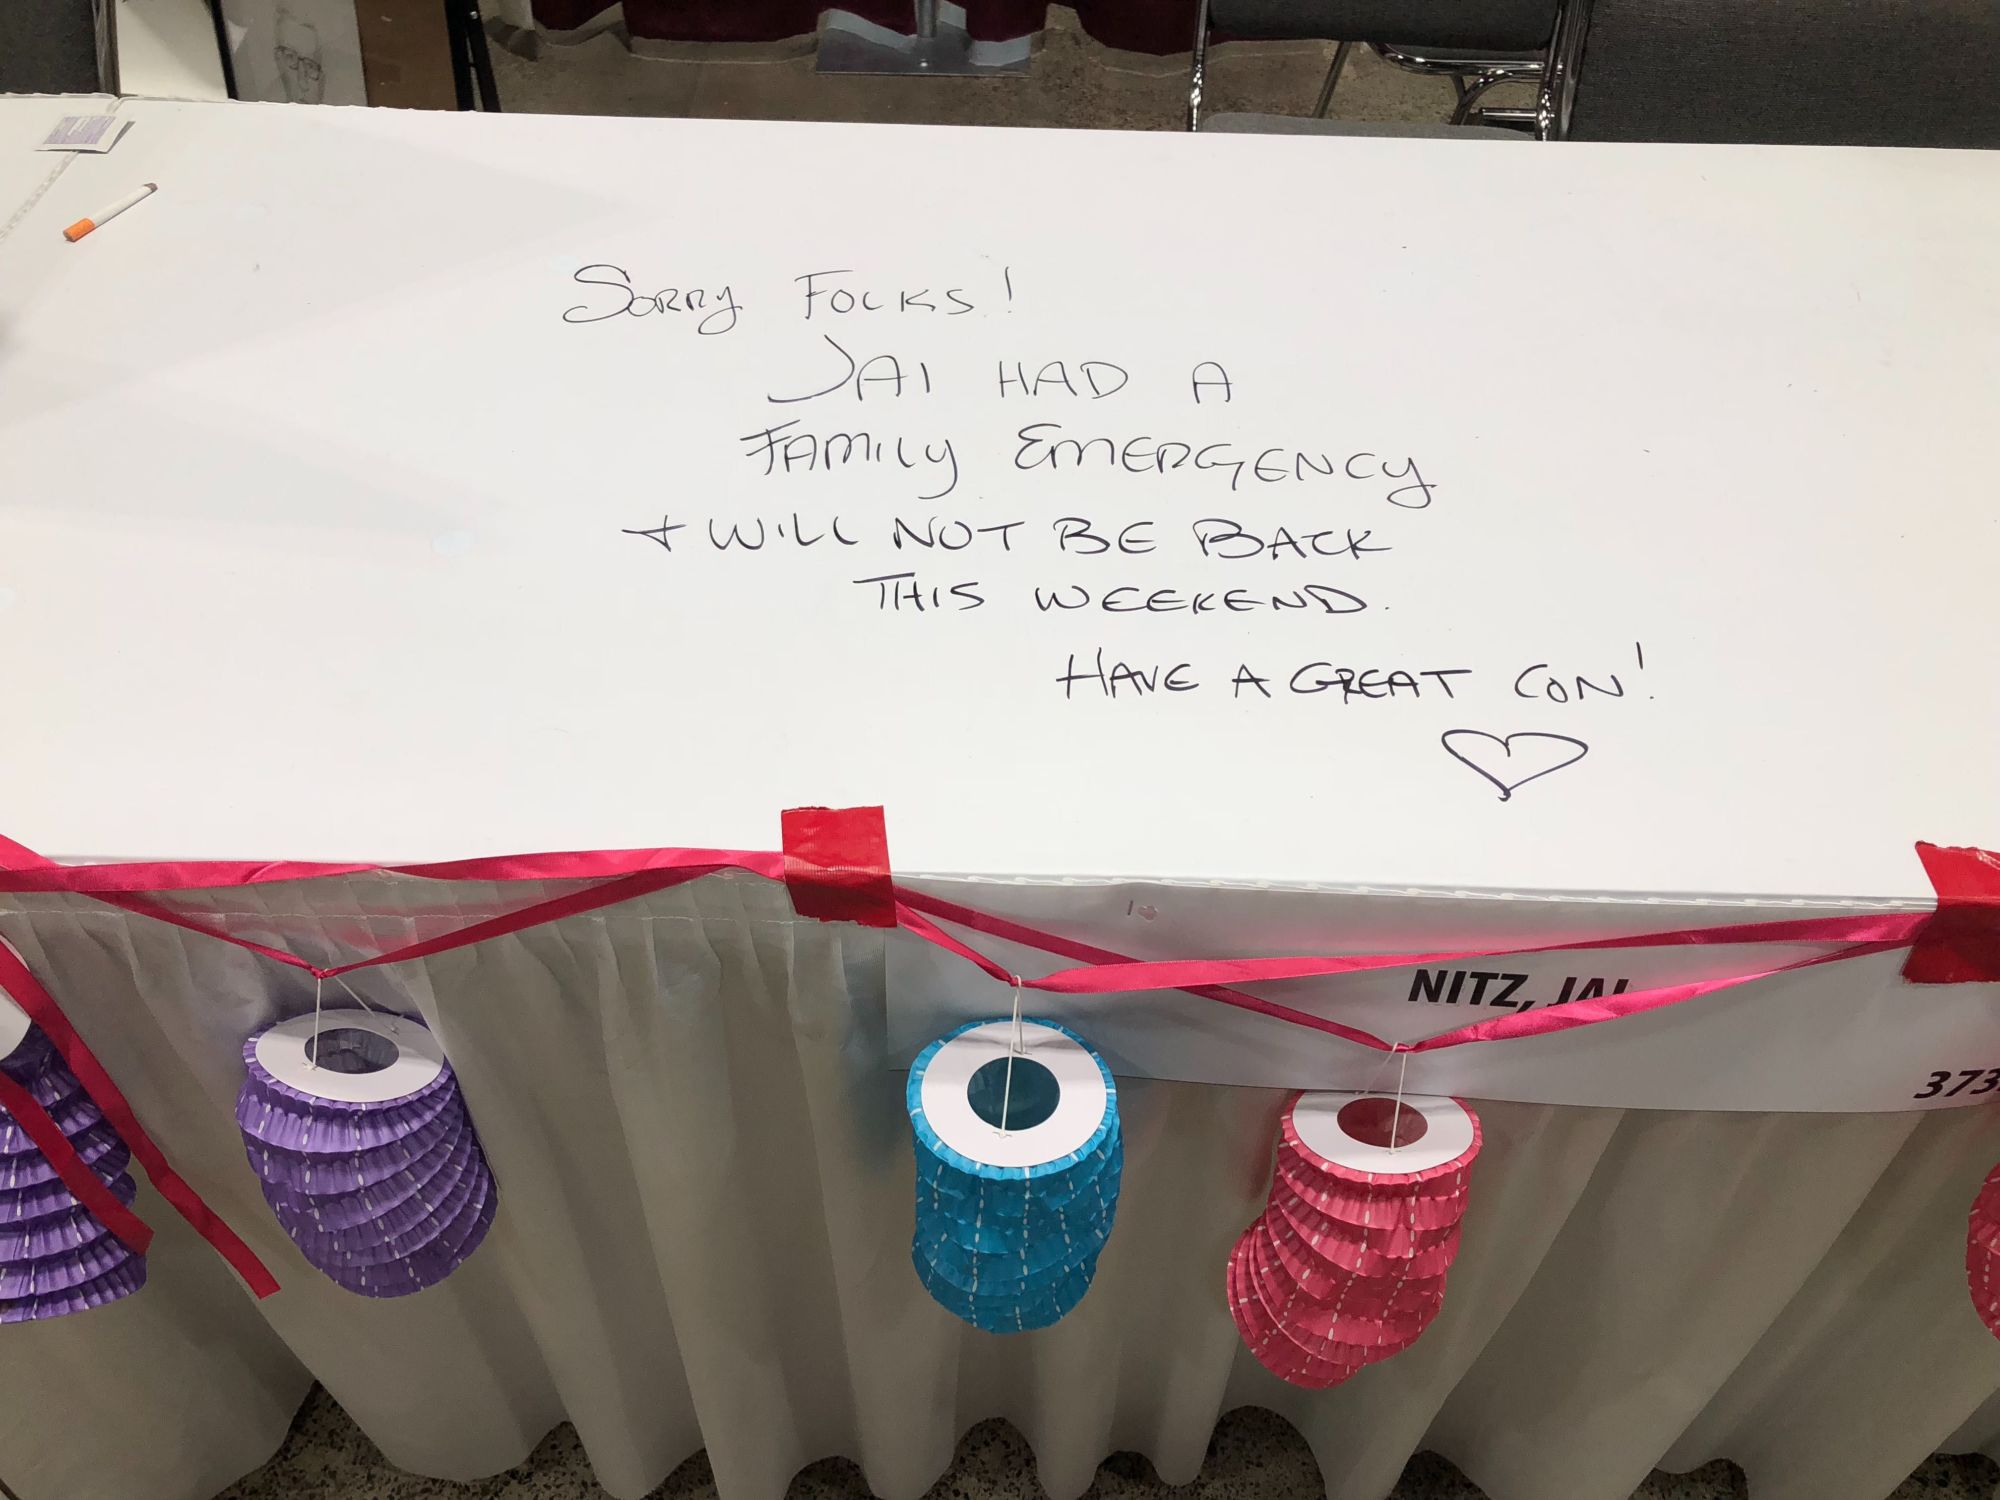 Sorry Folks!
Jai had a
Family Emergency
+ will not be back
this weekend.
Have a great con!
NITZ, JAI
373